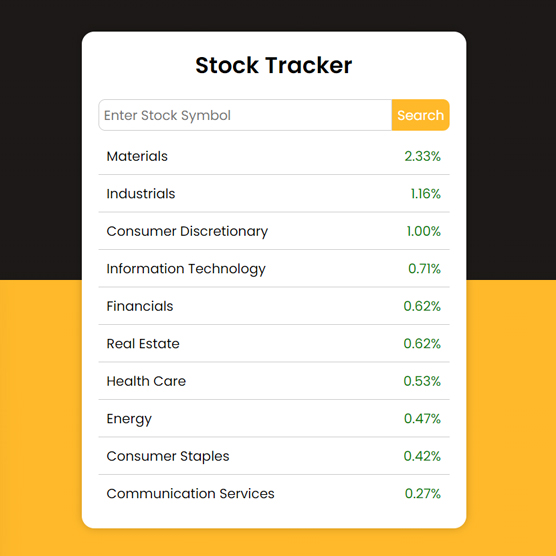 Stock Tracker
Enter Stock Symbol Search
Materials 2.33%
Industrials 1.16%
Consumer Discretionary 1.00%
Information Technology 0.71%
Financials 0.62%
Real Estate 0.62%
Health Care 0.53%
Energy 0.47%
Consumer Staples 0.42%
Communication Services 0.27%